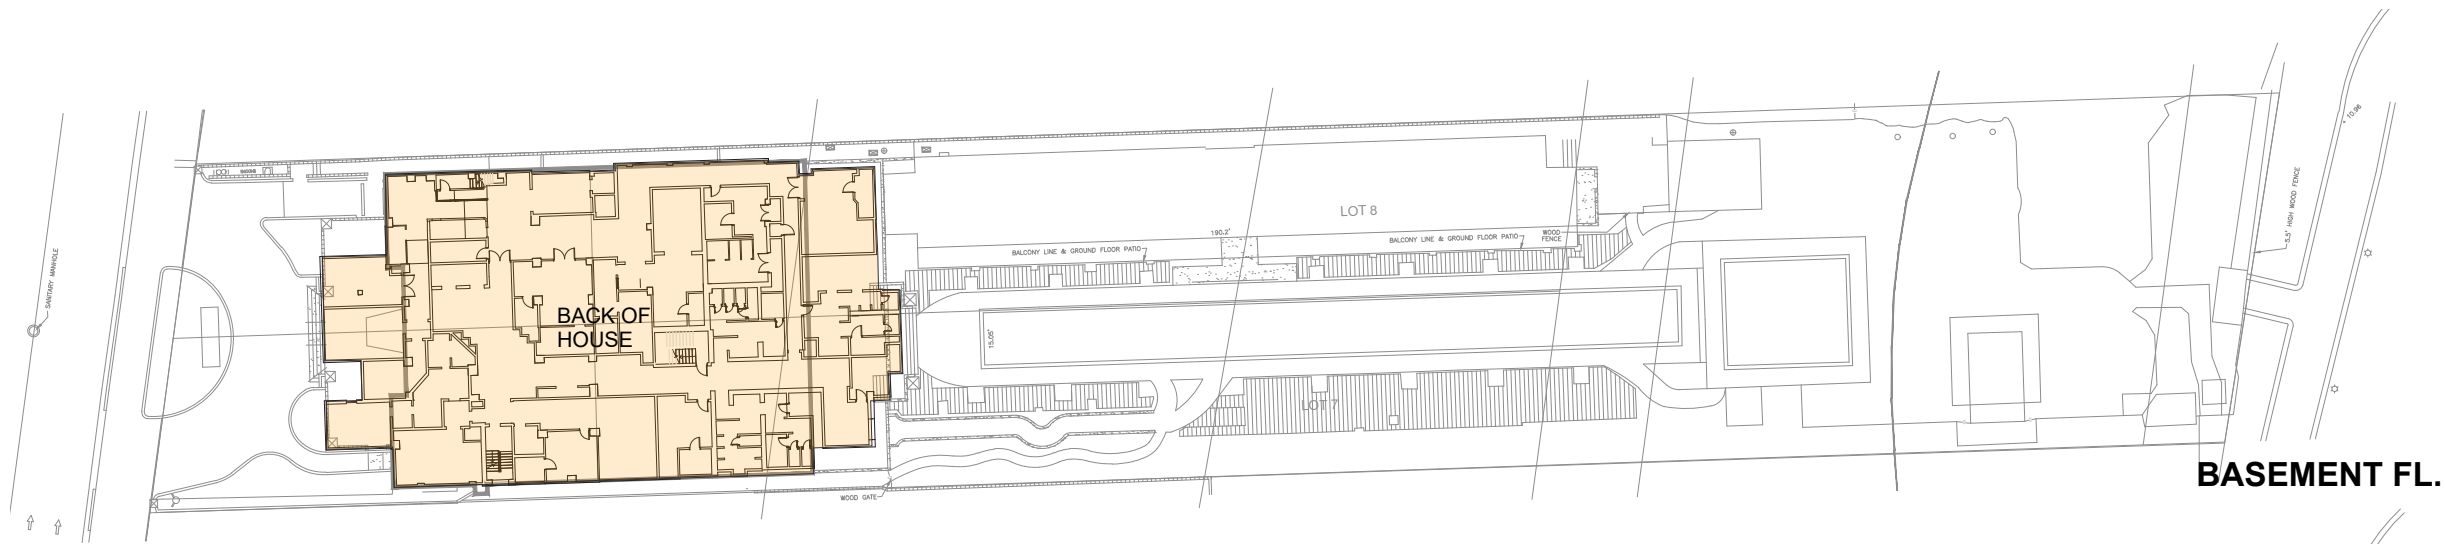 + 10.96
5.5' HIGH WOOD FENCE
LOT 8
190.2'
WOOD
FENCE
BALCONY LINE & GROUND FLOOR PATIO
BALCONY LINE & GROUND FLOOR PATIO
SANITARY MANHOLE
BACK OF
HOUSE
15.05'
LOT 7
BASEMENT FL.
WOOD GATE